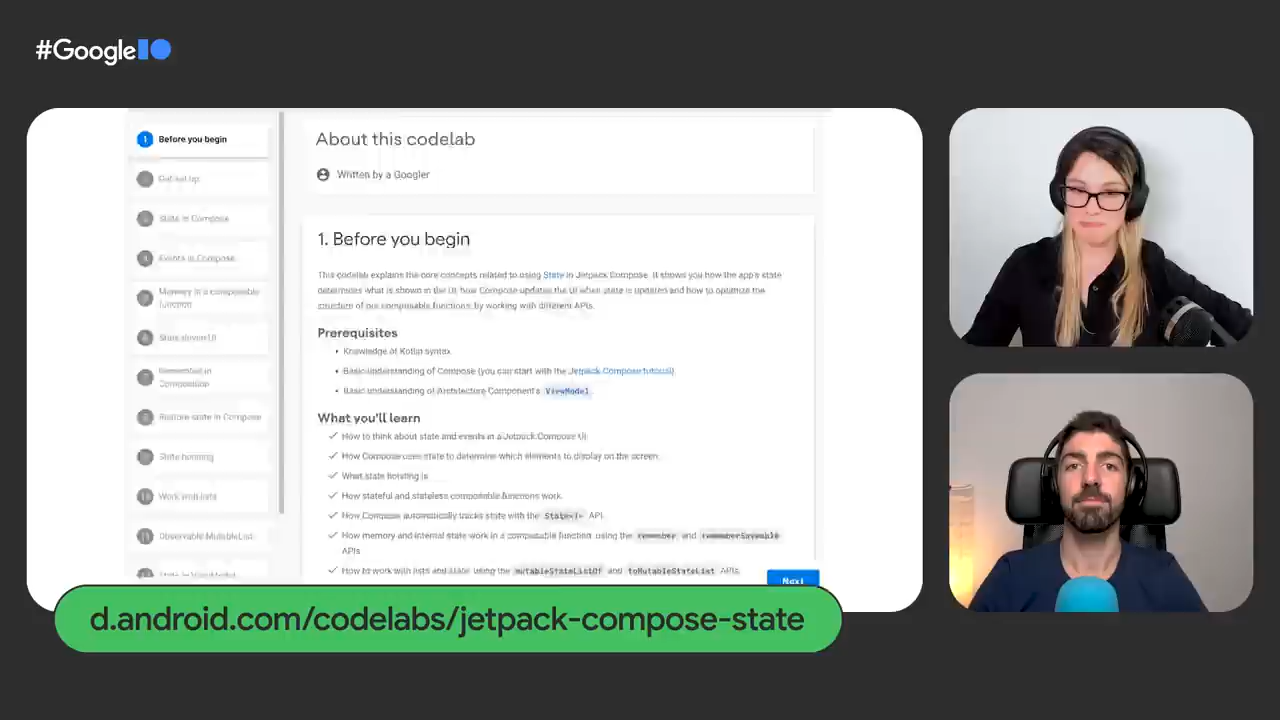 #GoogleIO
1 Before you begin
Get set up
State in Compose
Events in Compose
Memory in a composable
function
State driven UI
Remember in
Composition
Restore state in Compose
State hoisting
10 Work with lists
11 Observable MutableList
State in ViewModel
About this codelab
Written by a Googler
1. Before you begin
This codelab explains the core concepts related to using State in Jetpack Compose. It shows you how the app's state
determines what is shown in the UI, how Compose updates the UI when state is updated and how to optimize the
structure of our composable functions, by working with different APIs.
Prerequisites
• Knowledge of Kotlin syntax
• Basic understanding of Compose (you can start with the Jetpack Compose tutorial)
• Basic understanding of Architecture Component's ViewModel
What you'll learn
✓ How to think about state and events in a Jetpack Compose UI
✓ How Compose uses state to determine which elements to display on the screen.
✓ What state hoisting is
✓ How stateful and stateless composable functions work.
✓ How Compose automatically tracks state with the State<T> API.
✓ How memory and internal state work in a composable function using the remember and rememberSaveable
APIs
✓ How to work with lists and state using the mutableStateListOf and toMutableStateList APIs.
Next
d.android.com/codelabs/jetpack-compose-state